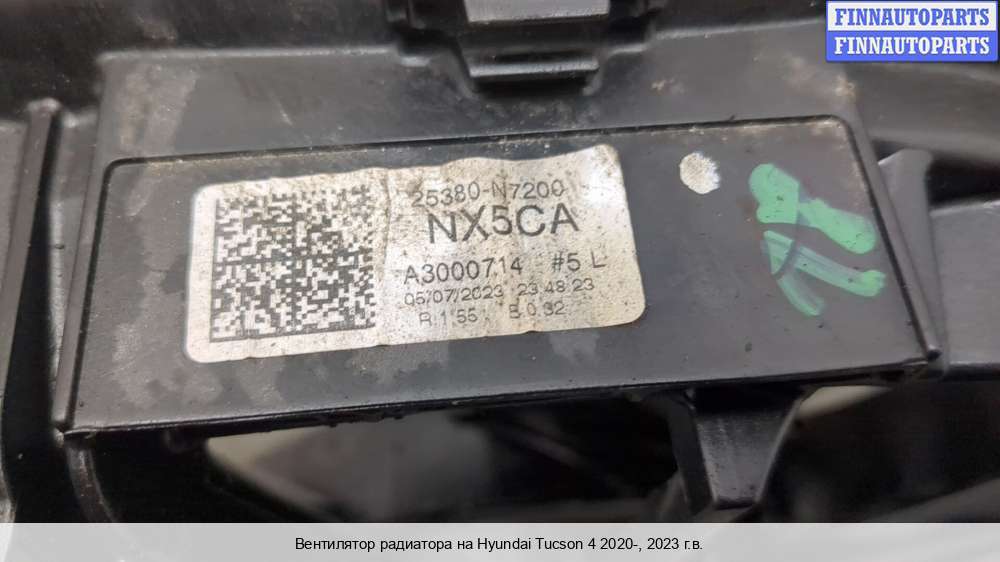 FINNAUTOPARTS
FINNAUTOPARTS
25380-N7200
NX5CA
A3000714 #5 L
05/07/2023 23:48:23
R:1.55, B:0.32
Вентилятор радиатора на Hyundai Tucson 4 2020-, 2023 г.в.